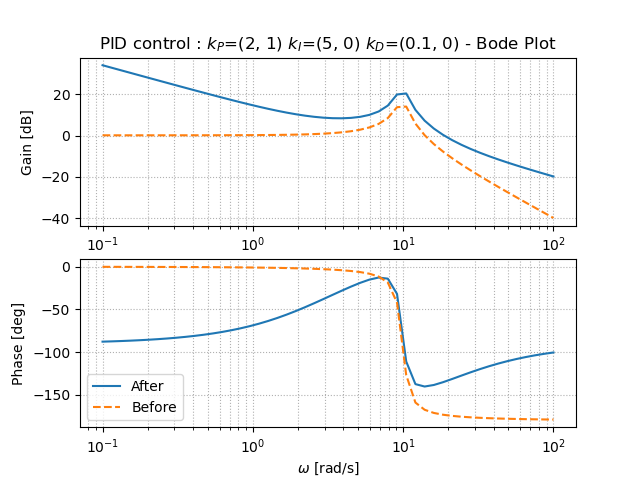 PID control : k_P=(2, 1) k_I=(5, 0) k_D=(0.1, 0) - Bode Plot
Gain [dB]
20
0
−20
−40
10^−1
10^0
10^1
10^2
Phase [deg]
0
−50
−100
−150
After
Before
10^−1
10^0
10^1
10^2
ω [rad/s]